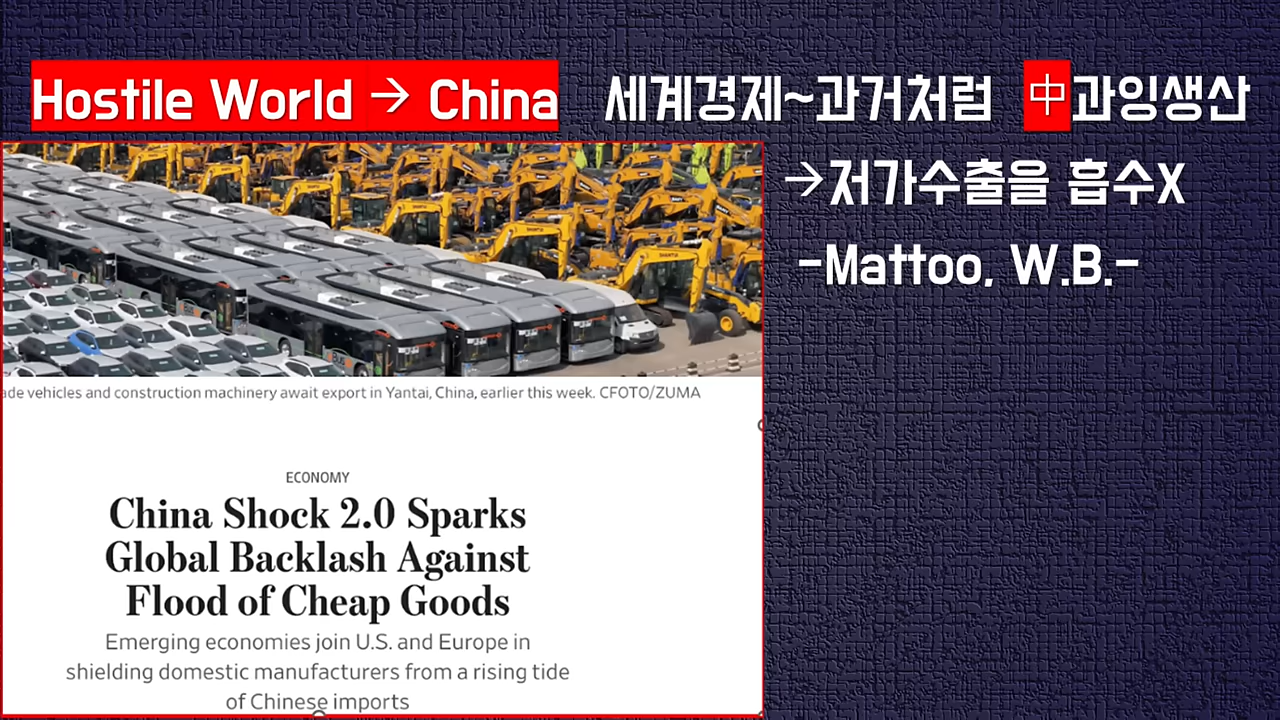 Hostile World → China 세계경제~과거처럼 中과잉생산
→저가수출을 흡수X
-Mattoo, W.B.-
ade vehicles and construction machinery await export in Yantai, China, earlier this week. CFOTO/ZUMA
ECONOMY
China Shock 2.0 Sparks
Global Backlash Against
Flood of Cheap Goods
Emerging economies join U.S. and Europe in
shielding domestic manufacturers from a rising tide
of Chinese imports